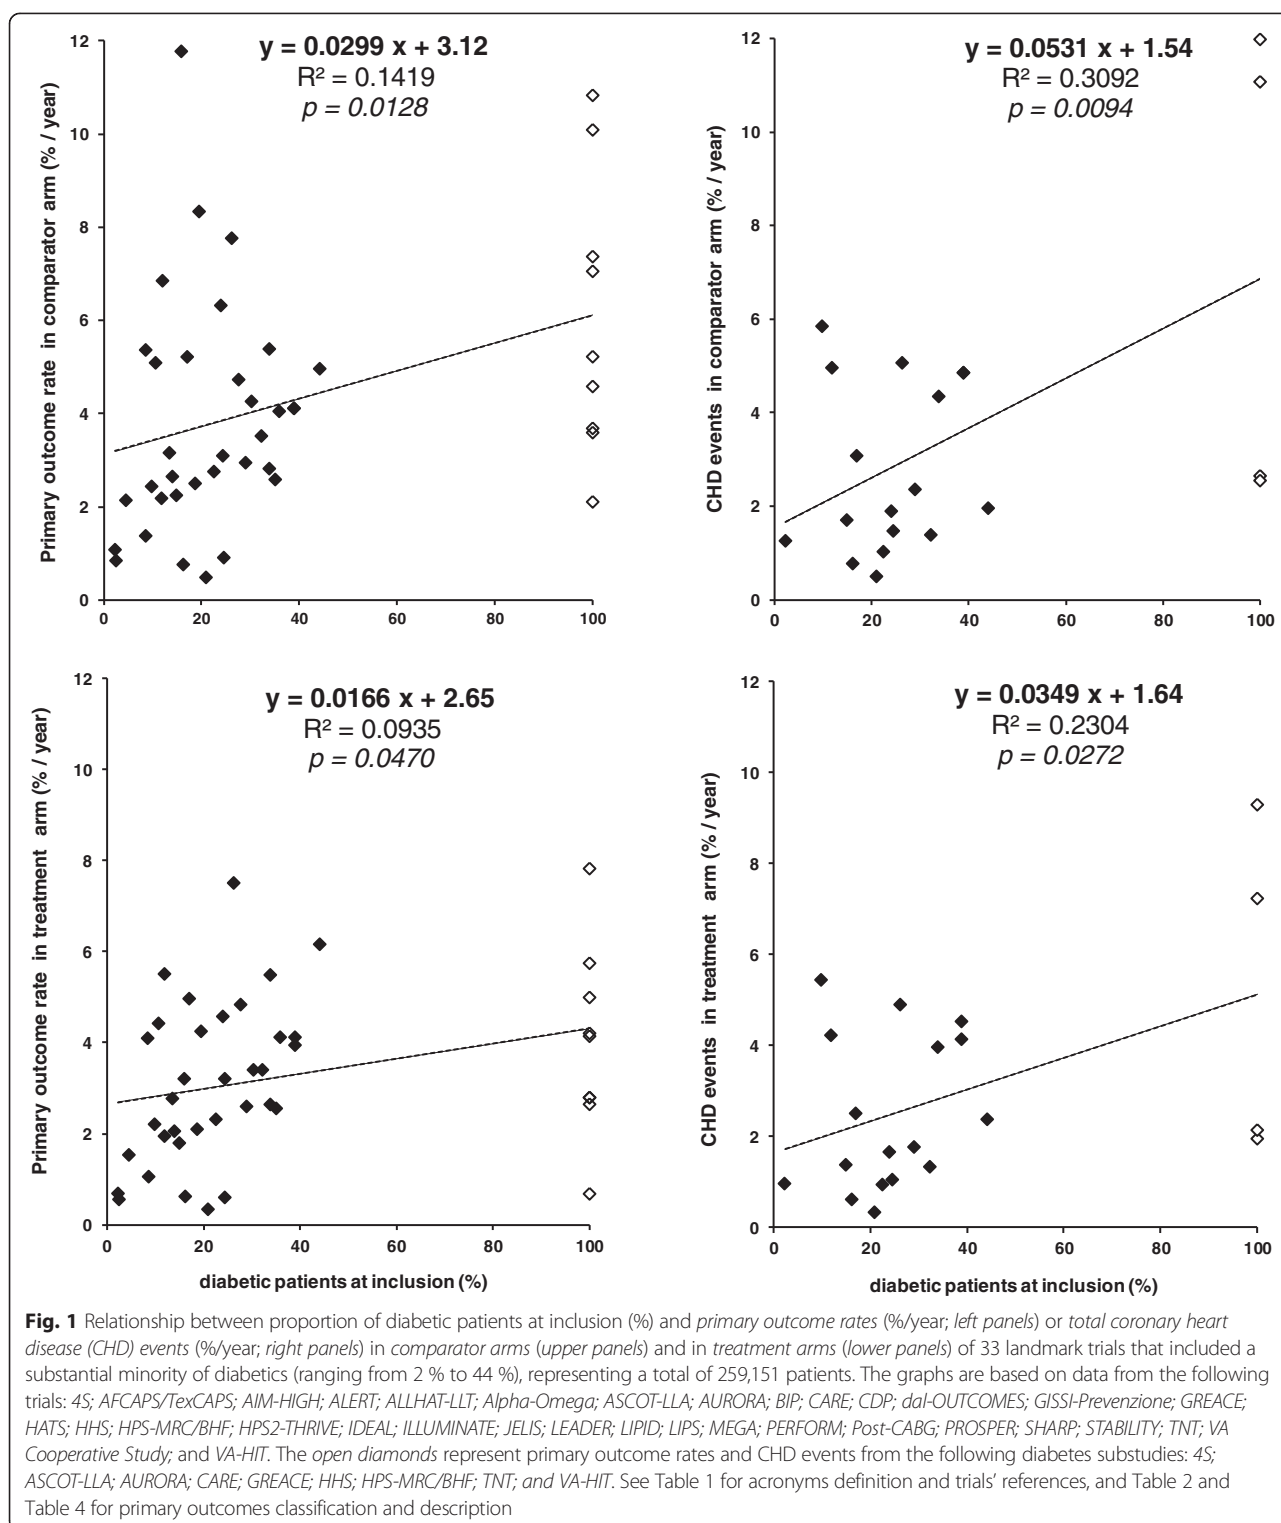 y = 0.0299 x + 3.12
R² = 0.1419
p = 0.0128
Primary outcome rate in comparator arm (% / year)
12
10
8
6
4
2
0
0 20 40 60 80 100
y = 0.0531 x + 1.54
R² = 0.3092
p = 0.0094
CHD events in comparator arm (% / year)
12
10
8
6
4
2
0
0 20 40 60 80 100
y = 0.0166 x + 2.65
R² = 0.0935
p = 0.0470
Primary outcome rate in treatment arm (% / year)
12
10
8
6
4
2
0
0 20 40 60 80 100
diabetic patients at inclusion (%)
y = 0.0349 x + 1.64
R² = 0.2304
p = 0.0272
CHD events in treatment arm (% / year)
12
10
8
6
4
2
0
0 20 40 60 80 100
diabetic patients at inclusion (%)
Fig. 1 Relationship between proportion of diabetic patients at inclusion (%) and primary outcome rates (%/year; left panels) or total coronary heart
disease (CHD) events (%/year; right panels) in comparator arms (upper panels) and in treatment arms (lower panels) of 33 landmark trials that included a
substantial minority of diabetics (ranging from 2 % to 44 %), representing a total of 259,151 patients. The graphs are based on data from the following
trials: 4S; AFCAPS/TexCAPS; AIM-HIGH; ALERT; ALLHAT-LLT; Alpha-Omega; ASCOT-LLA; AURORA; BIP; CARE; CDP; dal-OUTCOMES; GISSI-Prevenzione; GREACE;
HATS; HHS; HPS-MRC/BHF; HPS2-THRIVE; IDEAL; ILLUMINATE; JELIS; LEADER; LIPID; LIPS; MEGA; PERFORM; Post-CABG; PROSPER; SHARP; STABILITY; TNT; VA
Cooperative Study; and VA-HIT. The open diamonds represent primary outcome rates and CHD events from the following diabetes substudies: 4S;
ASCOT-LLA; AURORA; CARE; GREACE; HHS; HPS-MRC/BHF; TNT; and VA-HIT. See Table 1 for acronyms definition and trials' references, and Table 2 and
Table 4 for primary outcomes classification and description